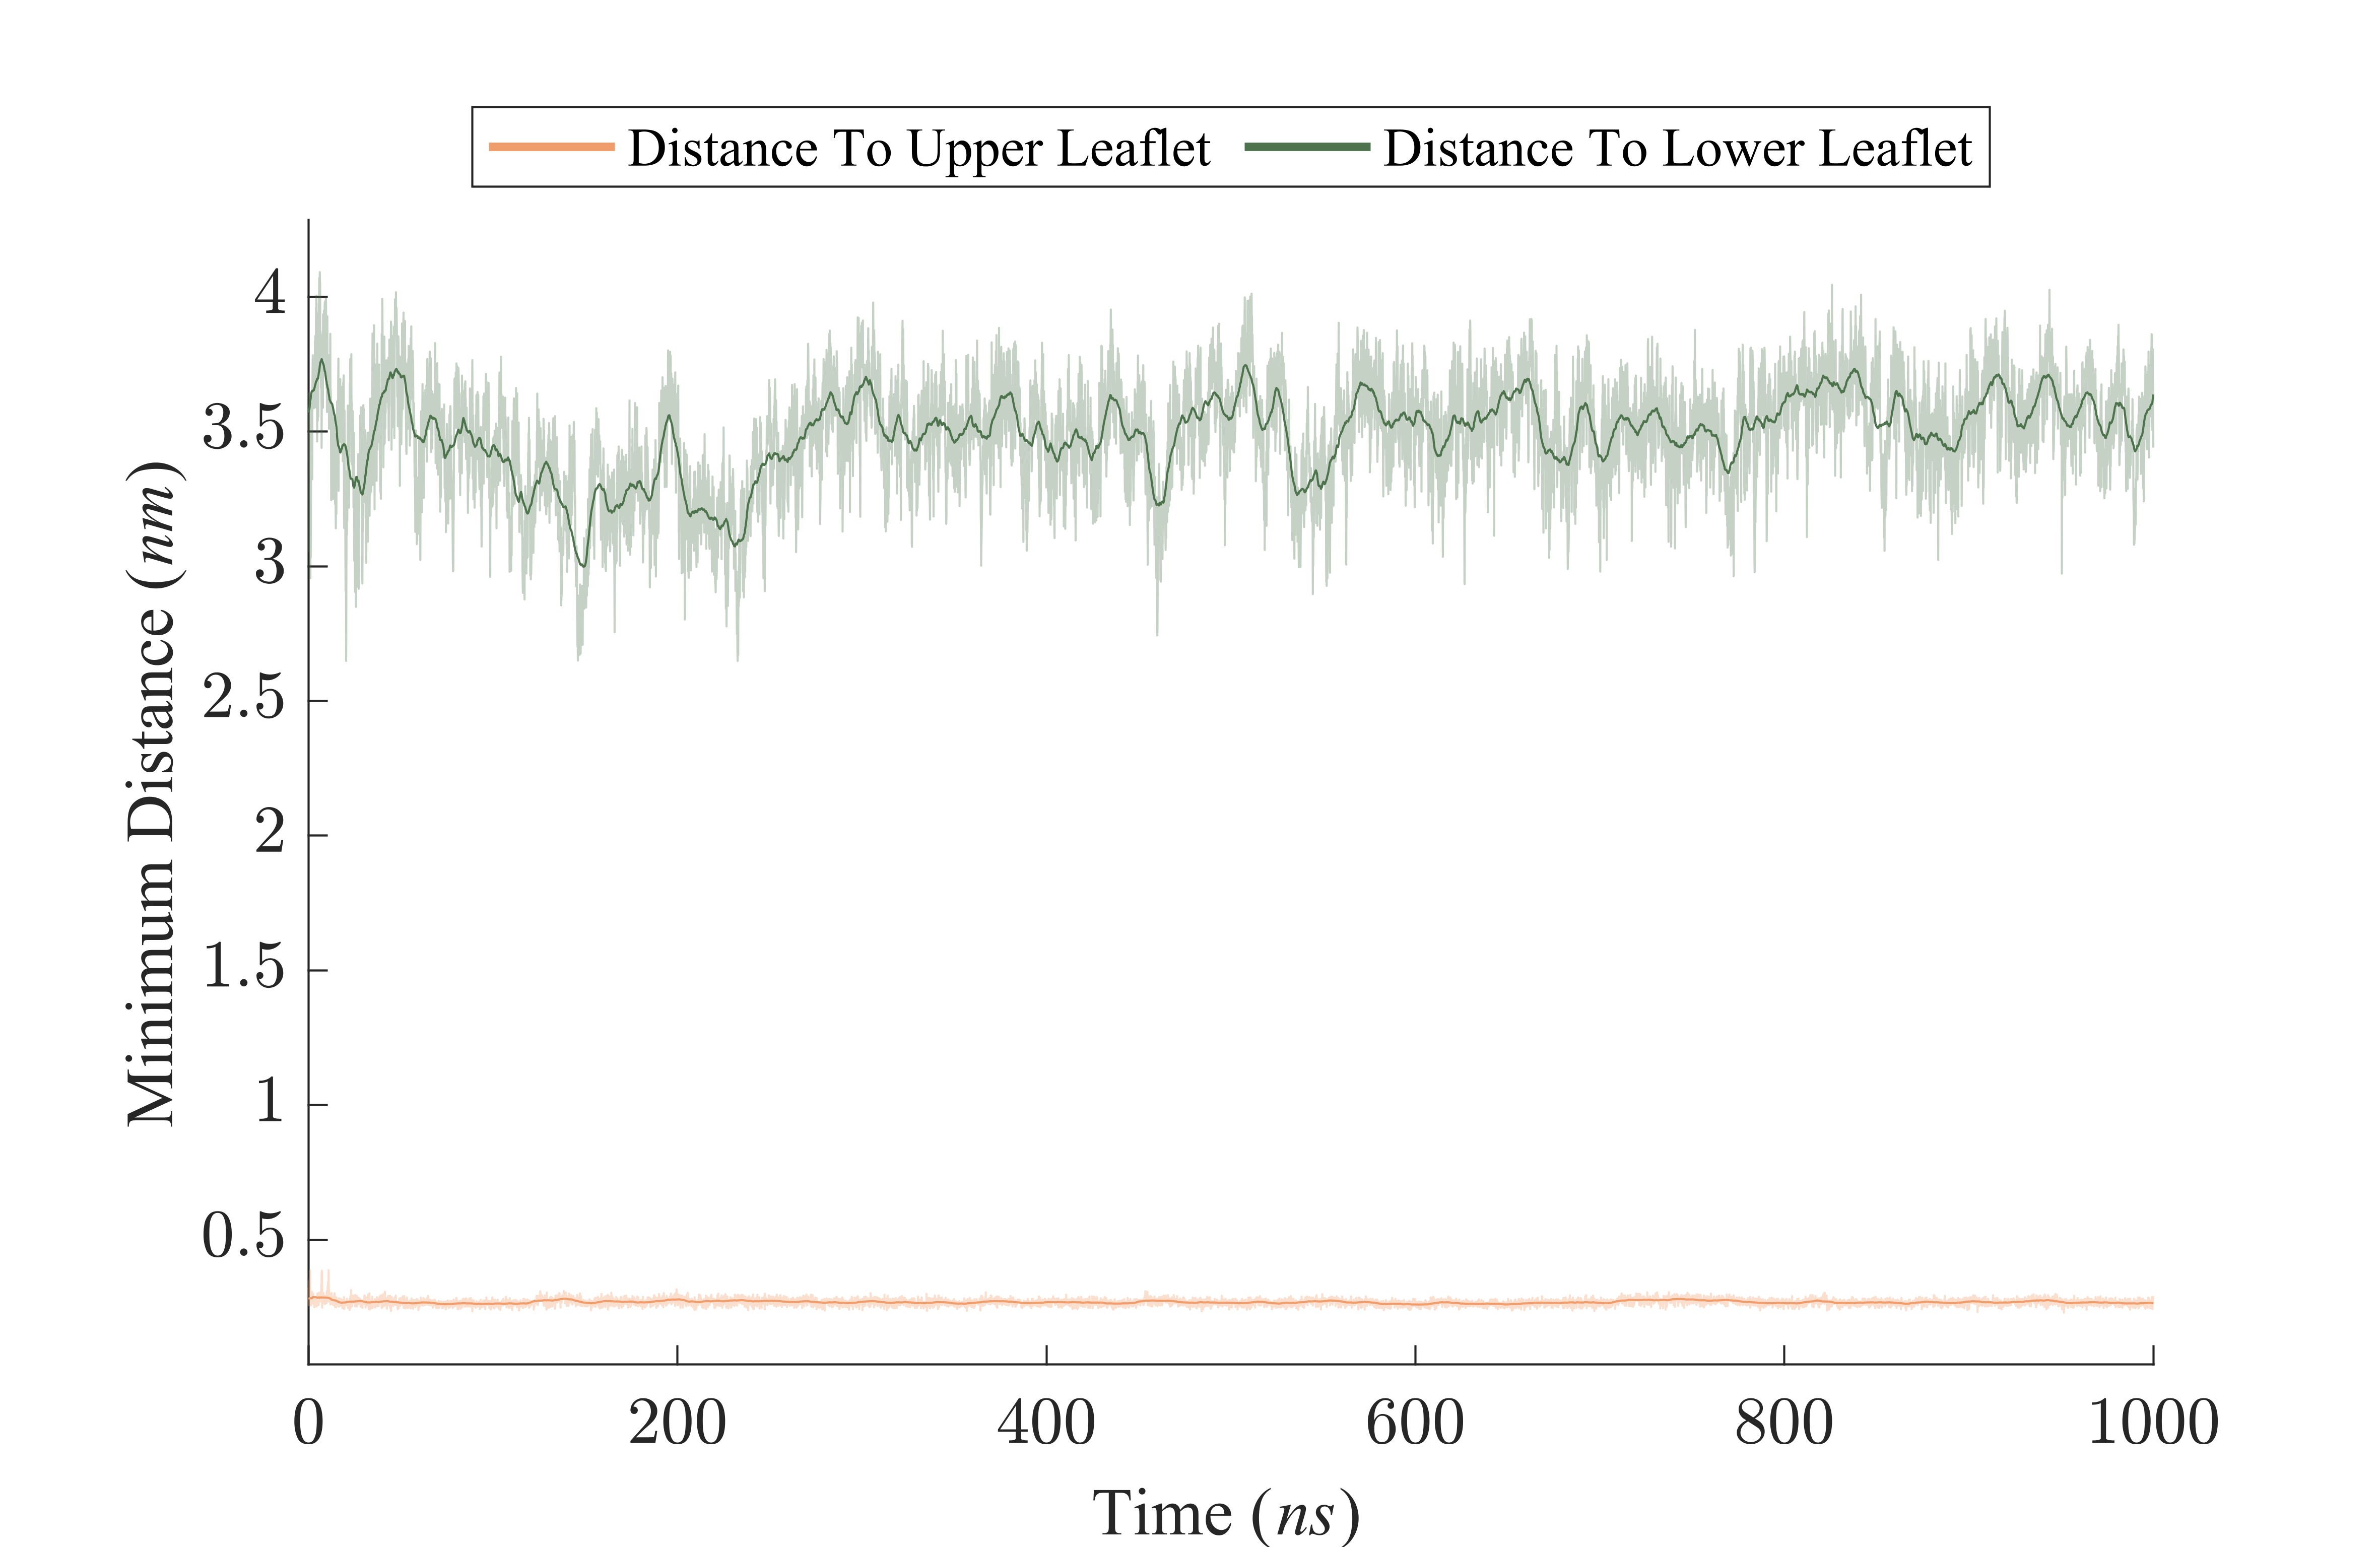 Distance To Upper Leaflet Distance To Lower Leaflet
4
3.5
3
2.5
2
1.5
1
0.5
Minimum Distance (nm)
0 200 400 600 800 1000
Time (ns)